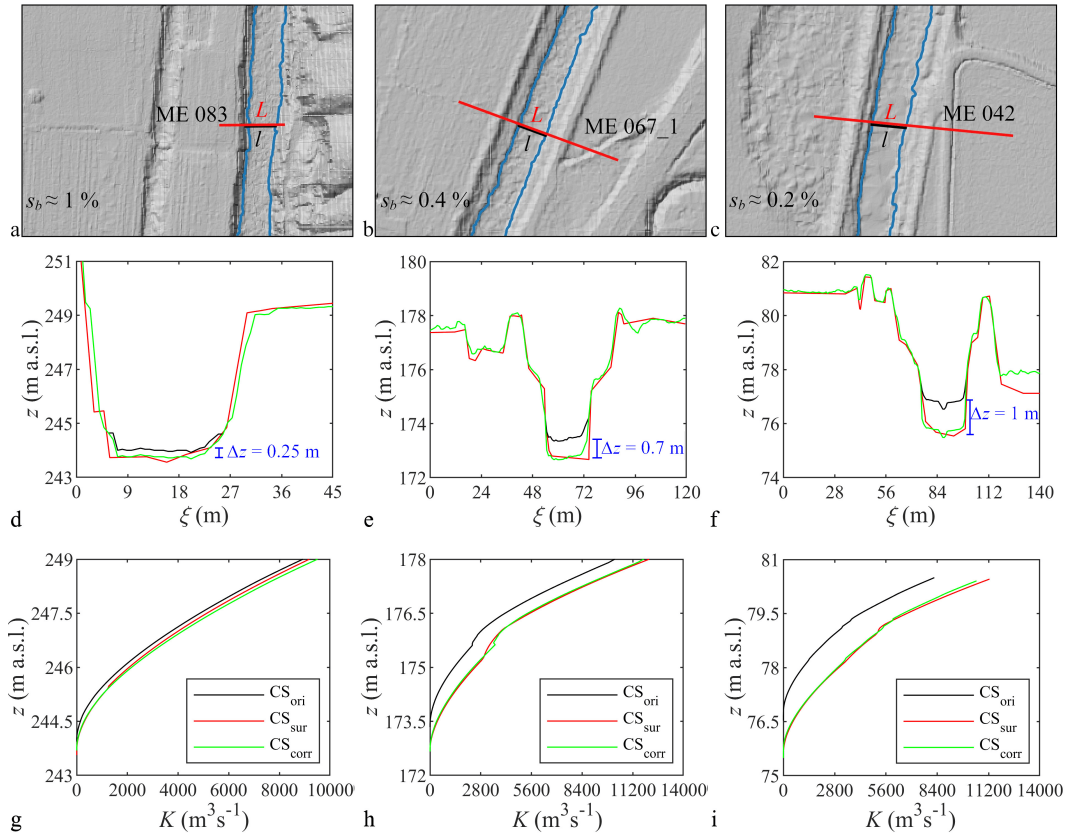 ME 083
L
l
s_b ≈ 1 %
a
ME 067_1
L
l
s_b ≈ 0.4 %
b
ME 042
L
l
s_b ≈ 0.2 %
c
251
249
247
245
243
z (m a.s.l.)
Δz = 0.25 m
0 9 18 27 36 45
ξ (m)
d
180
178
176
174
172
z (m a.s.l.)
Δz = 0.7 m
0 24 48 72 96 120
ξ (m)
e
82
80
78
76
74
z (m a.s.l.)
Δz = 1 m
0 28 56 84 112 140
ξ (m)
f
249
247.5
246
244.5
243
z (m a.s.l.)
CS_ori
CS_sur
CS_corr
0 2000 4000 6000 8000 10000
K (m³s⁻¹)
g
178
176.5
175
173.5
172
z (m a.s.l.)
CS_ori
CS_sur
CS_corr
0 2800 5600 8400 11200 14000
K (m³s⁻¹)
h
81
79.5
78
76.5
75
z (m a.s.l.)
CS_ori
CS_sur
CS_corr
0 2800 5600 8400 11200 14000
K (m³s⁻¹)
i